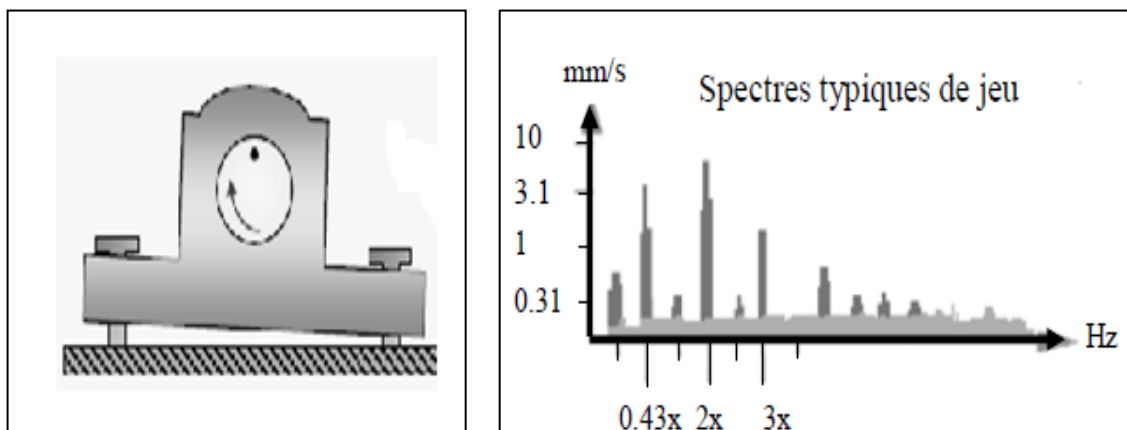 mm/s
Spectres typiques de jeu
10
3.1
1
0.31
Hz
0.43x 2x 3x